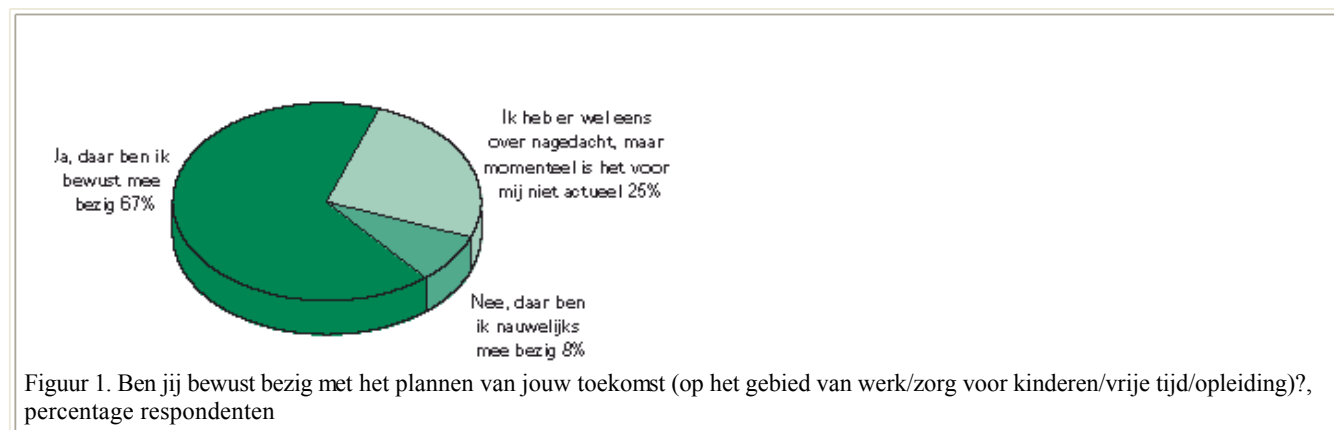 Ja, daar ben ik
bewust mee
bezig 67%
Ik heb er wel eens
over nagedacht, maar
momenteel is het voor
mij niet actueel 25%
Nee, daar ben
ik nauwelijks
mee bezig 8%
Figuur 1. Ben jij bewust bezig met het plannen van jouw toekomst (op het gebied van werk/zorg voor kinderen/vrije tijd/opleiding)?,
percentage respondenten